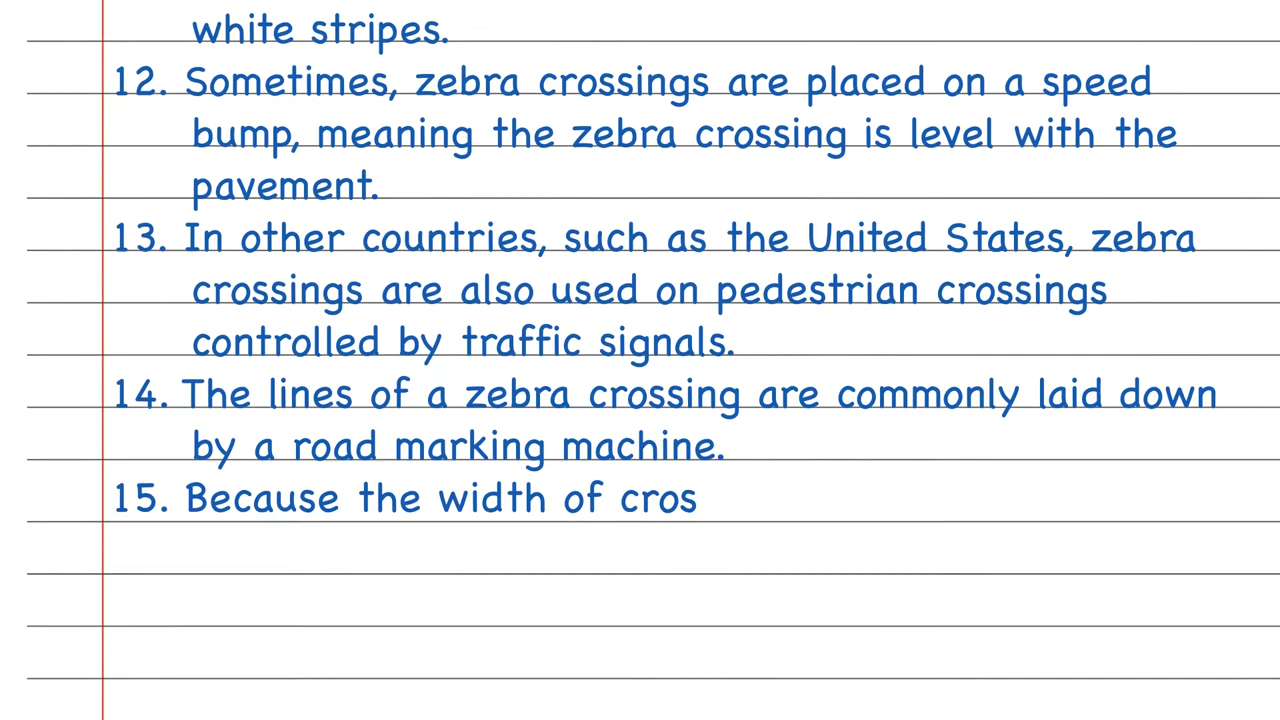 white stripes.
12. Sometimes, zebra crossings are placed on a speed
bump, meaning the zebra crossing is level with the
pavement.
13. In other countries, such as the United States, zebra
crossings are also used on pedestrian crossings
controlled by traffic signals.
14. The lines of a zebra crossing are commonly laid down
by a road marking machine.
15. Because the width of cros